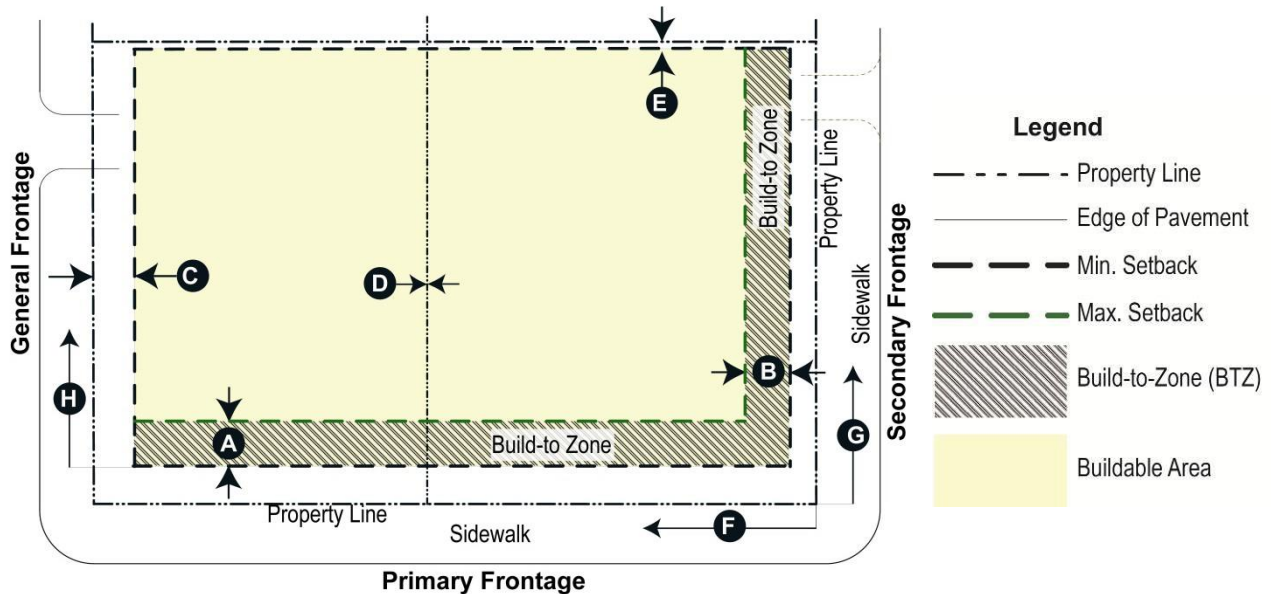 E
General Frontage
C
D
H
A
Build-to Zone
B
Build-to Zone
Property Line
Sidewalk
G
Secondary Frontage
Property Line
Sidewalk
F
Primary Frontage
Legend
Property Line
Edge of Pavement
Min. Setback
Max. Setback
Build-to-Zone (BTZ)
Buildable Area